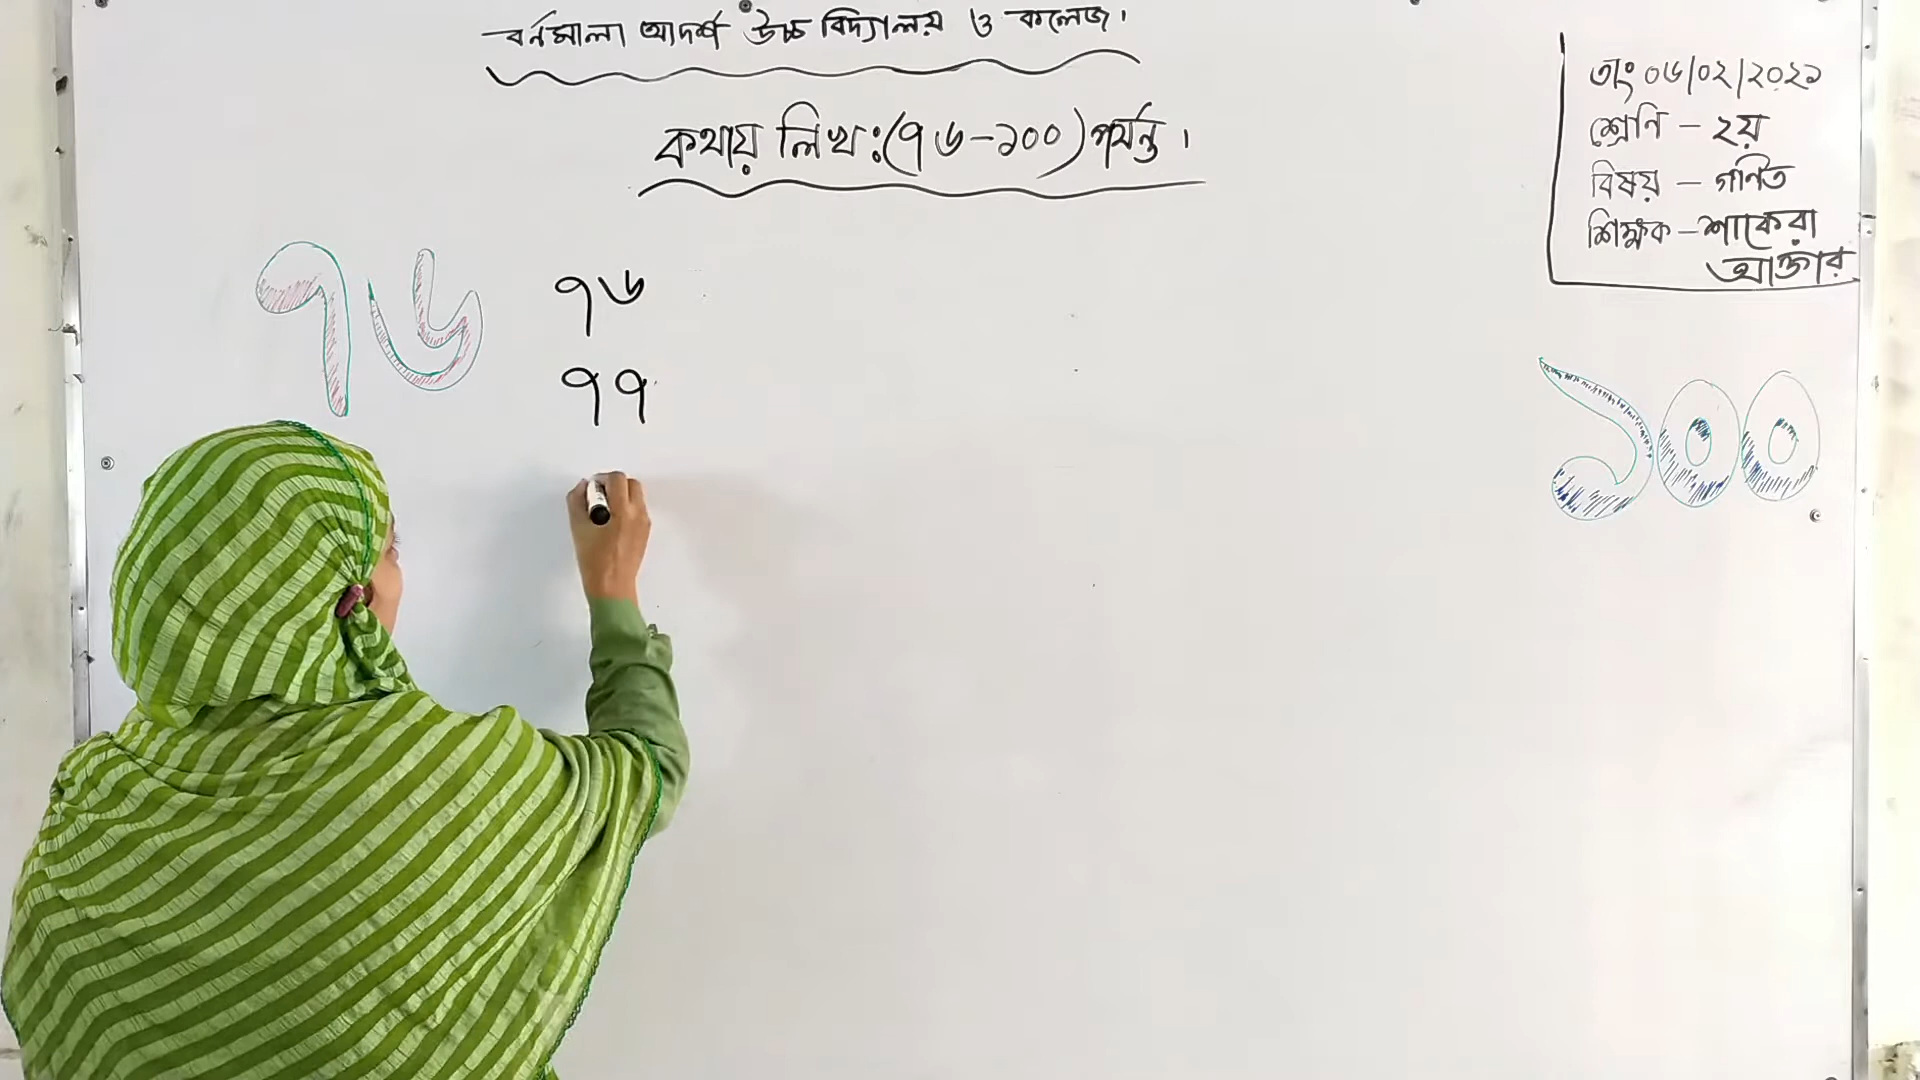 বর্নমালা আদর্শ উচ্চ বিদ্যালয় ও কলেজ।
কথায় লিখ:(৭৬-১০০) পর্যন্ত।
তাং ০৬/০২/২০২১
শ্রেনি - ২য়
বিষয় - গণিত
শিক্ষক - শাকেরা
আক্তার
৭৬
৭৬
৭৭
১০০